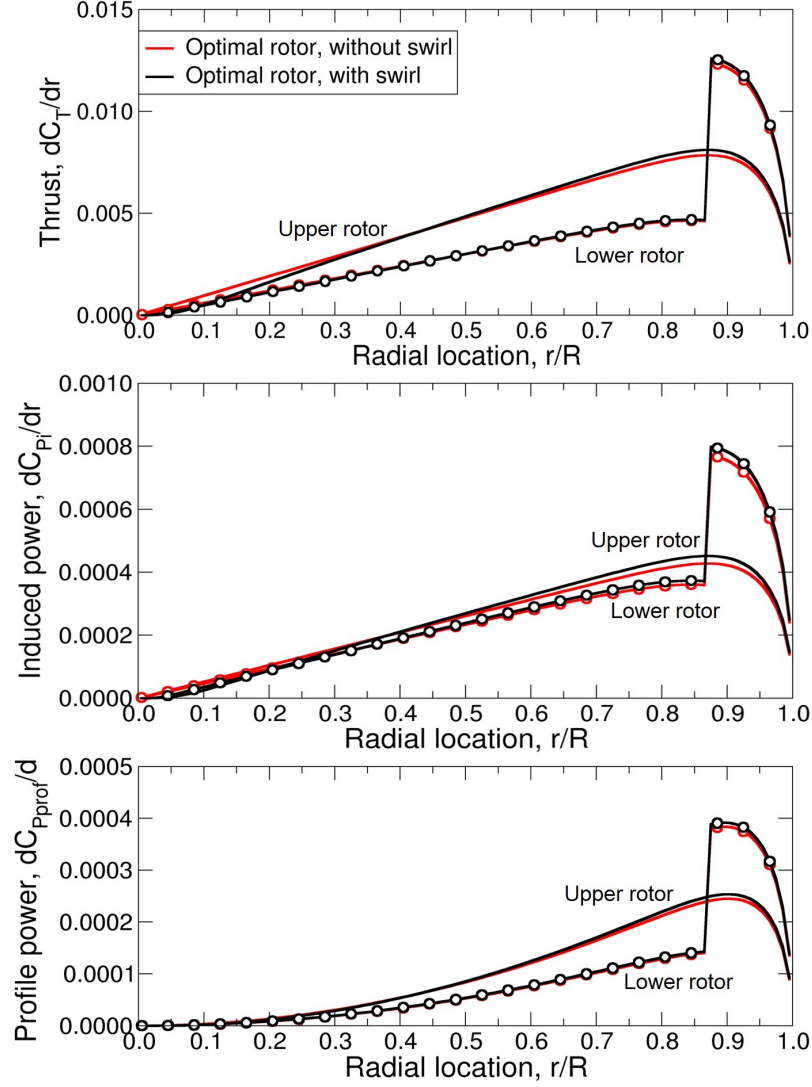 0.015
Optimal rotor, without swirl
Optimal rotor, with swirl
0.010
Thrust, dC_T/dr
Upper rotor
0.005
Lower rotor
0.000
0.0 0.1 0.2 0.3 0.4 0.5 0.6 0.7 0.8 0.9 1.0
Radial location, r/R
0.0010
0.0008
Induced power, dC_Pi/dr
0.0006
Upper rotor
0.0004
Lower rotor
0.0002
0.0000
0.0 0.1 0.2 0.3 0.4 0.5 0.6 0.7 0.8 0.9 1.0
Radial location, r/R
0.0005
0.0004
Profile power, dC_Pprof/d
0.0003
Upper rotor
0.0002
0.0001
Lower rotor
0.0000
0.0 0.1 0.2 0.3 0.4 0.5 0.6 0.7 0.8 0.9 1.0
Radial location, r/R